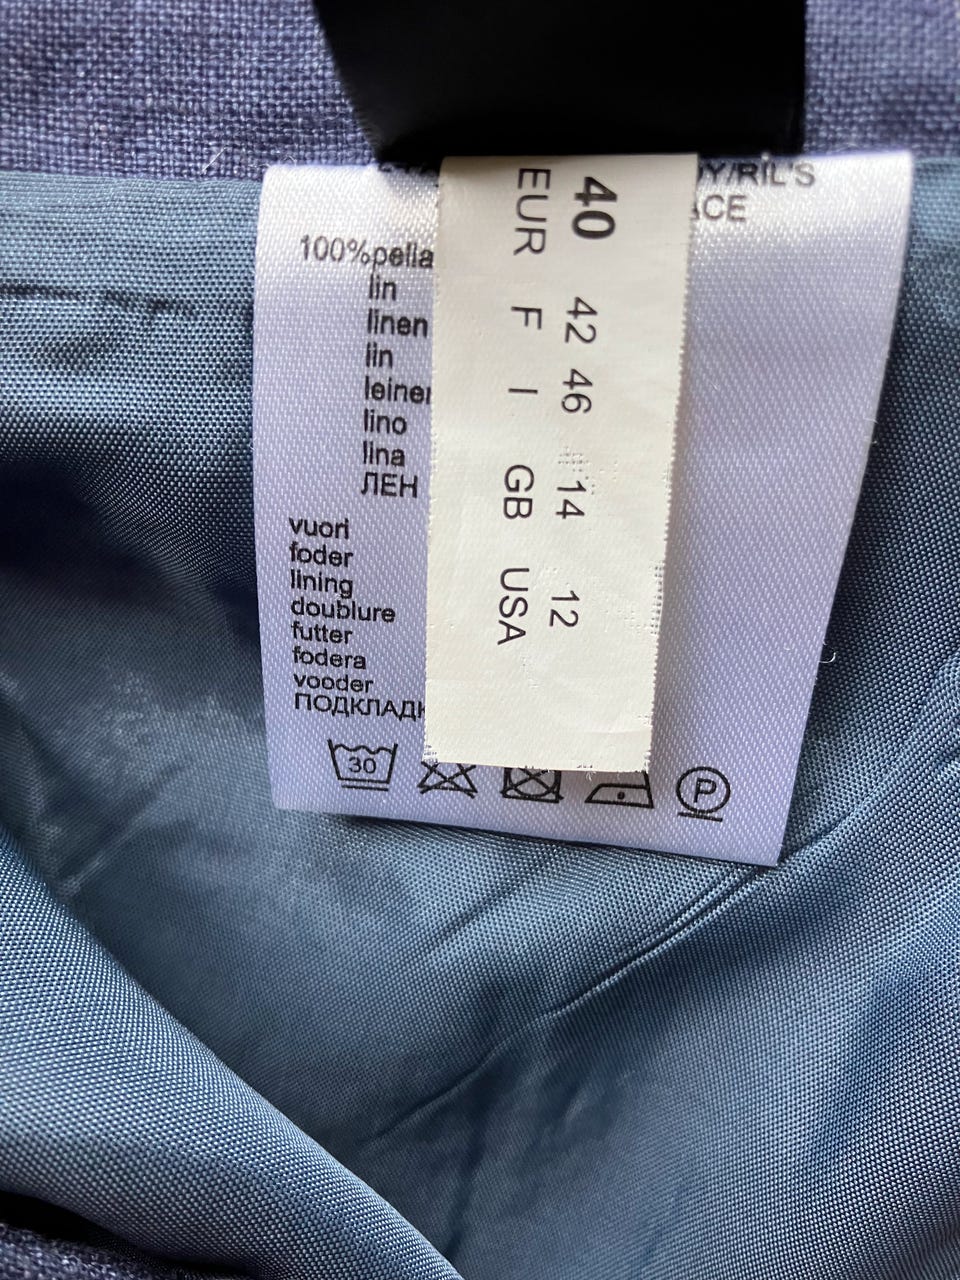 40 42 46 14 12
EUR F I GB USA
Y/RIL'S
ACE
100%pella
lin
linen
lin
leinen
lino
lina
ЛЕН
vuori
foder
lining
doublure
futter
fodera
vooder
ПОДКЛАДК
30
P